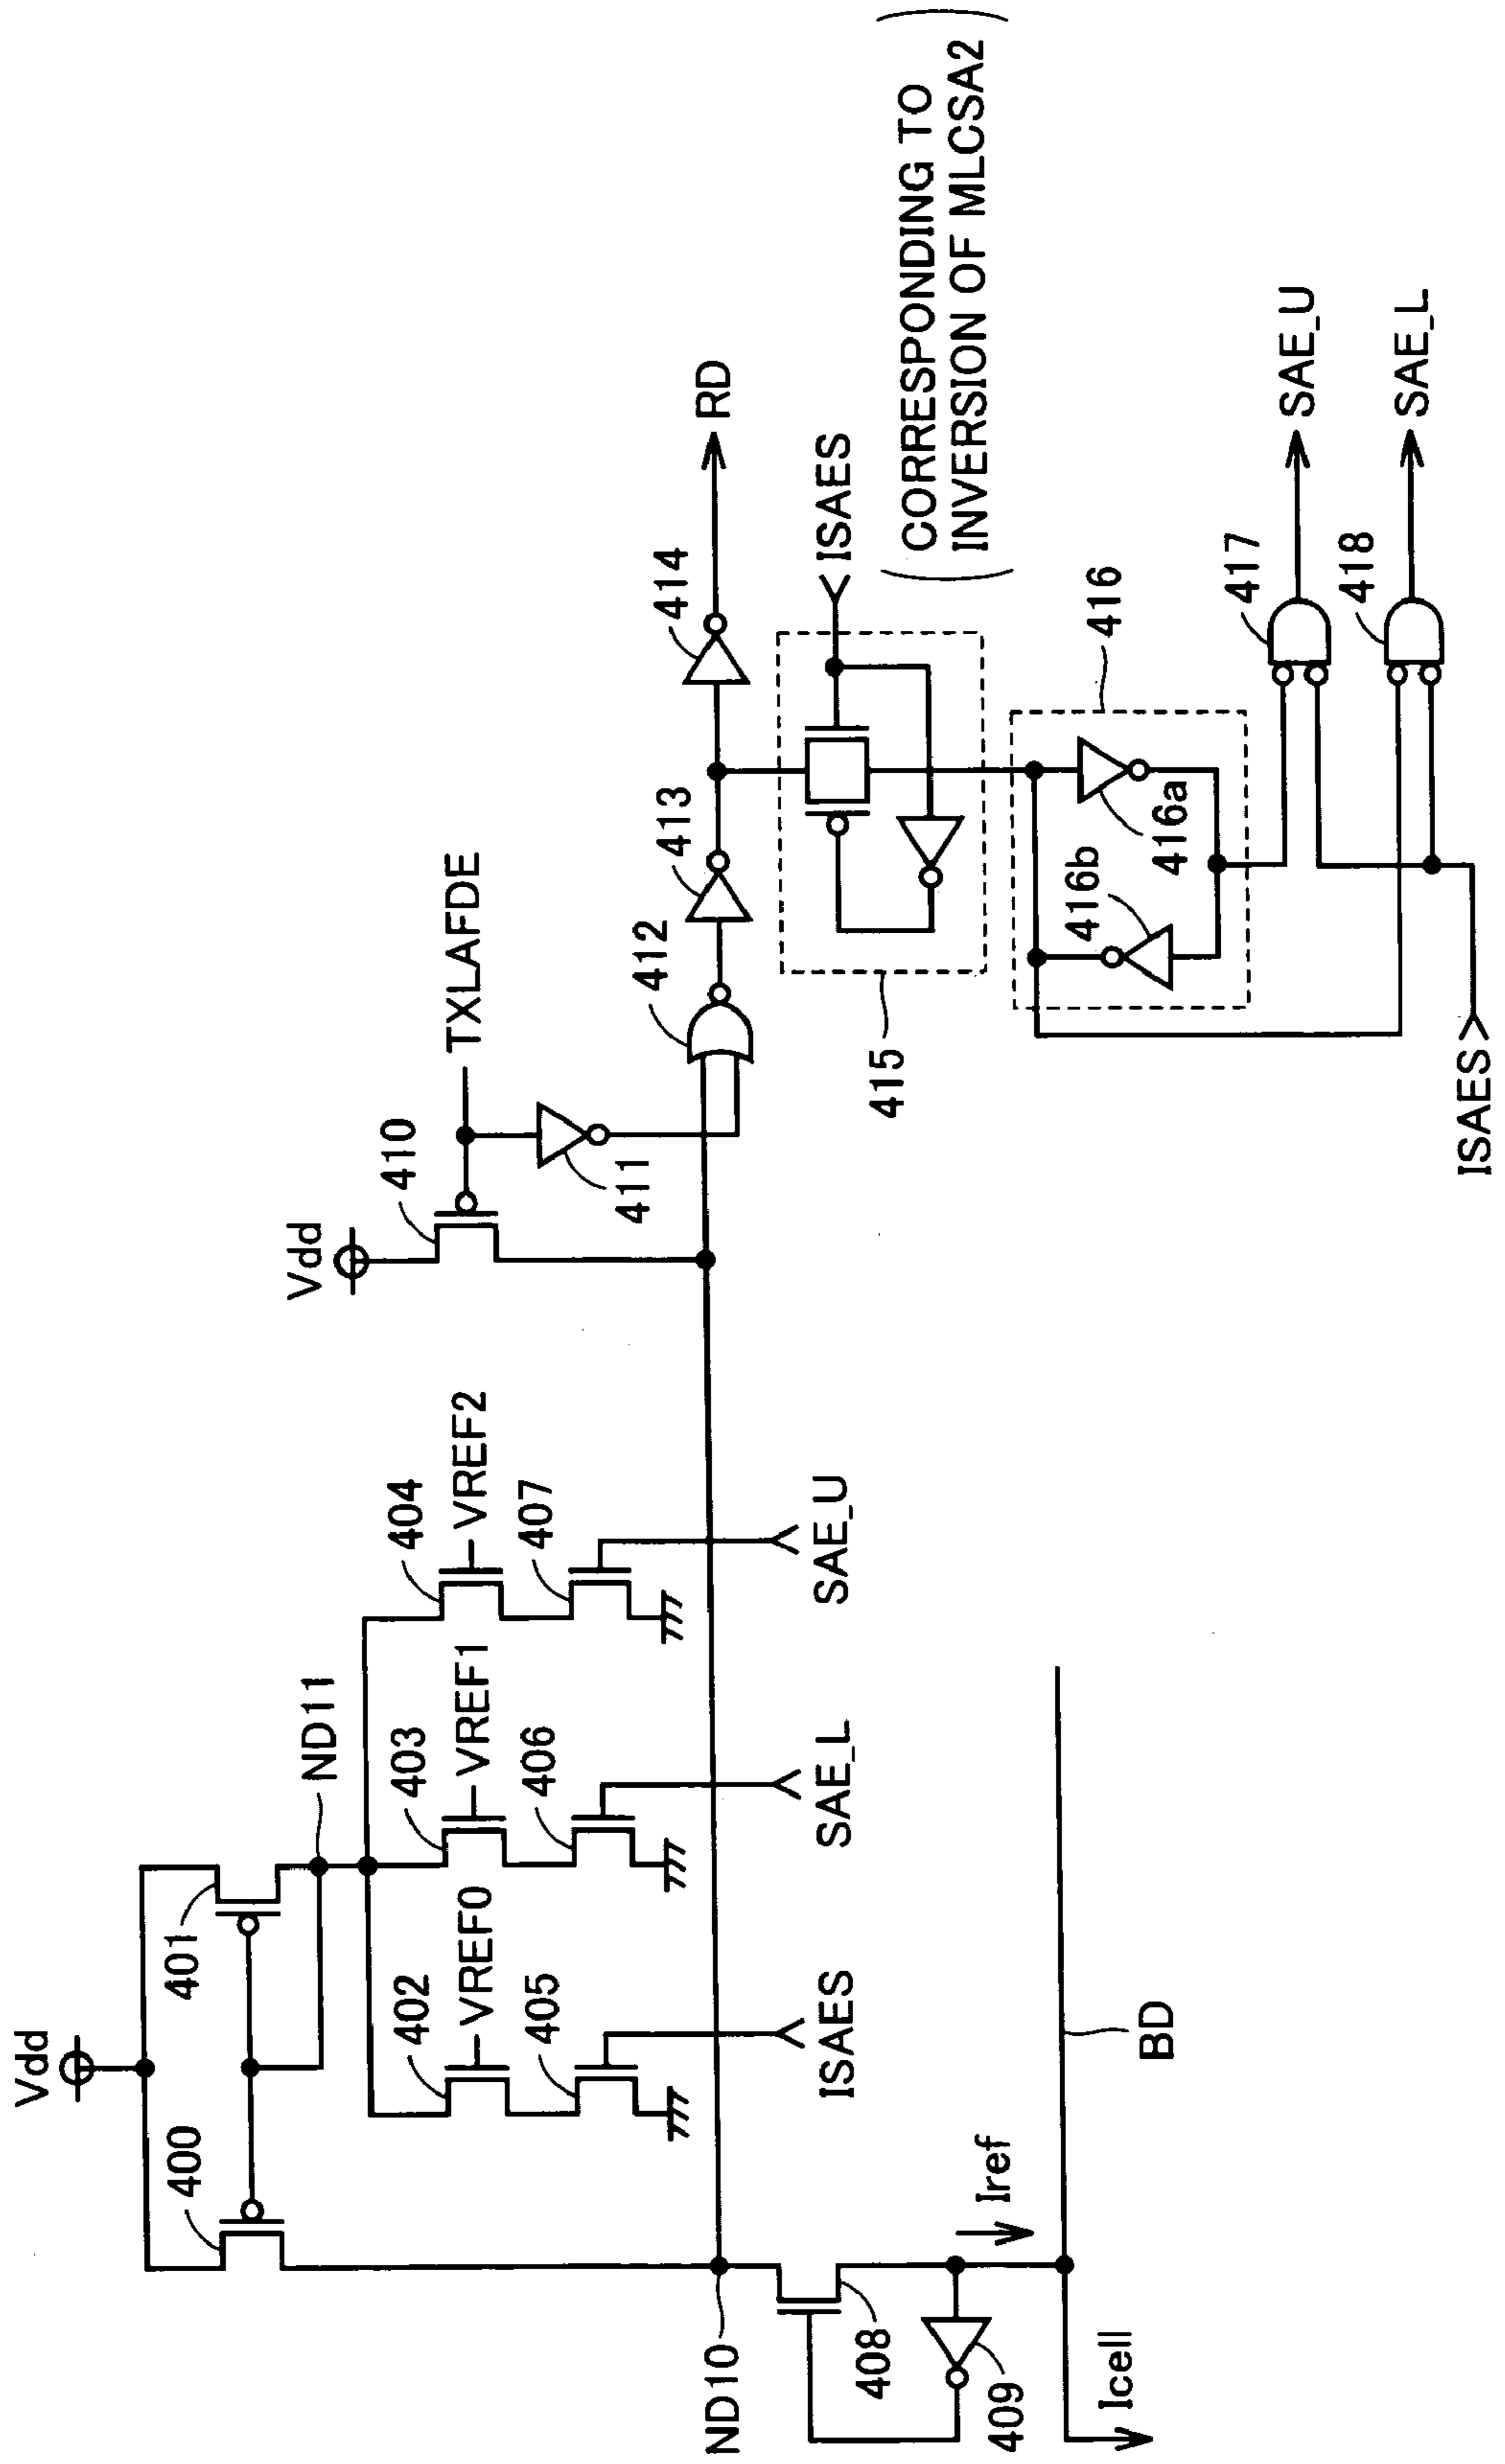 Vdd
400
401
ND11
402
VREF0
405
ISAES
403
VREF1
406
SAE_L
404
VREF2
407
SAE_U
Vdd
410
TXLAFDE
411
412
413
414
RD
ND10
408
409
Iref
Icell
BD
415
ISAES
CORRESPONDING TO
INVERSION OF MLCSA2
416
416a
416b
417
SAE_U
418
SAE_L
ISAES